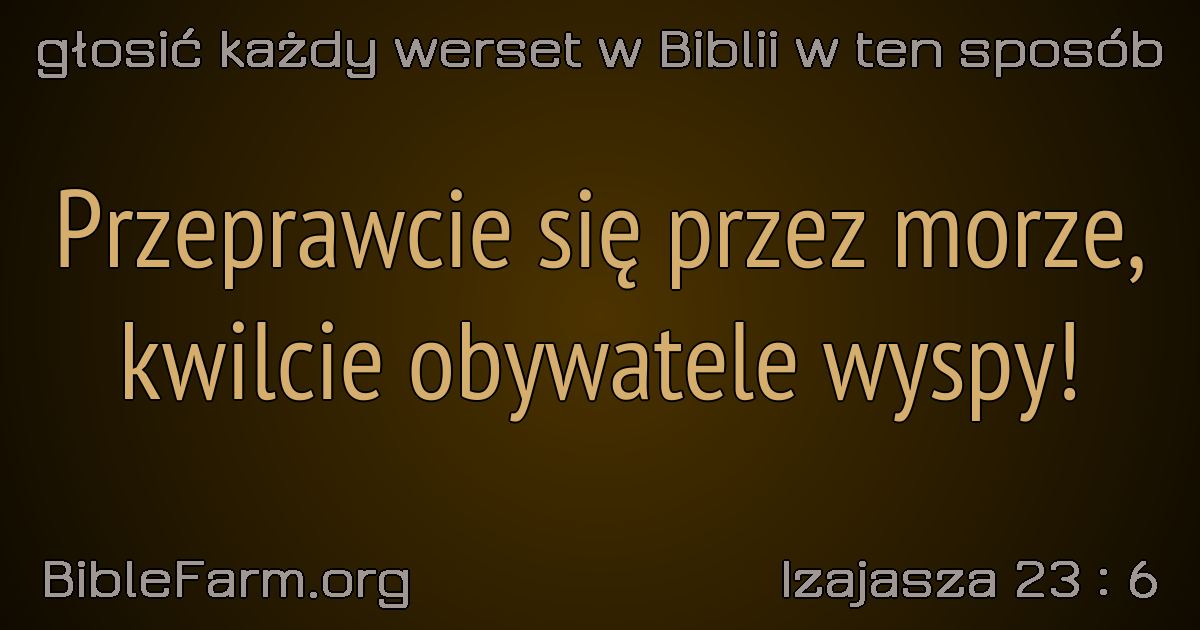 głosić każdy werset w Biblii w ten sposób
Przeprawcie się przez morze,
kwilcie obywatele wyspy!
BibleFarm.org
Izajasza 23 : 6